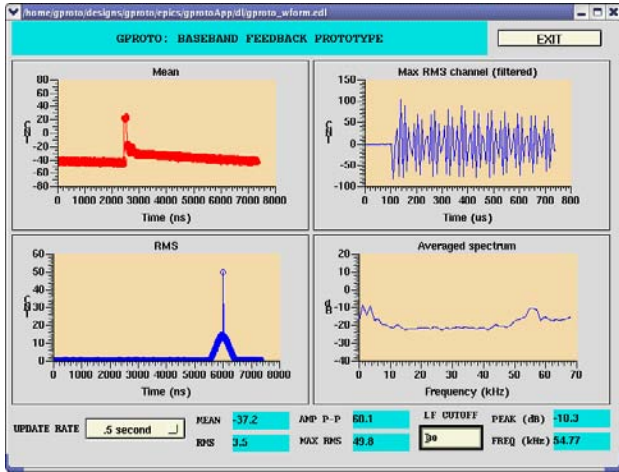 /home/gproto/designs/gproto/epics/gprotoApp/dl/gproto_wform.edl
GPROTO: BASEBAND FEEDBACK PROTOTYPE
EXIT
Mean
80
60
40
20
0
-20
-40
-60
-80
CNT
0 1000 2000 3000 4000 5000 6000 7000 8000
Time (ns)
Max RMS channel (filtered)
150
100
50
0
-50
-100
CNT
0 100 200 300 400 500 600 700 800
Time (us)
RMS
60
50
40
30
20
10
0
CNT
0 1000 2000 3000 4000 5000 6000 7000 8000
Time (ns)
Averaged spectrum
20
10
0
-10
-20
-30
-40
dB
0 10 20 30 40 50 60 70
Frequency (kHz)
UPDATE RATE .5 second
MEAN -37.2 AMP P-P 60.1 LF CUTOFF PEAK (dB) -10.3
RMS 3.5 MAX RMS 49.8 FREQ (kHz) 54.77